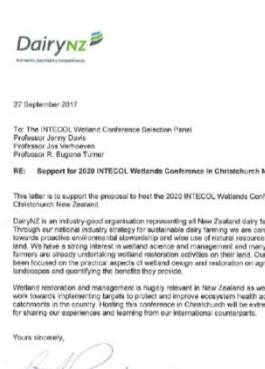 DairyNZ
27 September 2017
To: The INTECOL Wetland Conference Selection Panel
Professor Jenny Davis
Professor Jos Verhoeven
Professor R. Eugene Turner
RE: Support for 2020 INTECOL Wetlands Conference in Christchurch N
This letter is to support the proposal to host the 2020 INTECOL Wetlands Conf
Christchurch New Zealand.
DairyNZ is an industry-good organisation representing all New Zealand dairy fa
Through our national industry strategy for sustainable dairy farming we are com
towards proactive environmental stewardship and wise use of natural resource
land. We have a strong interest in wetland science and management and many
farmers are already undertaking wetland restoration activities on their land. Our
been focused on the practical aspects of wetland design and restoration on agr
landscapes and quantifying the benefits they provide.
Wetland restoration and management is hugely relevant in New Zealand as we
work towards implementing targets to protect and improve ecosystem health ac
catchments in the country. Hosting this conference in Christchurch will be extre
for sharing our experiences and learning from our international counterparts.
Yours sincerely,